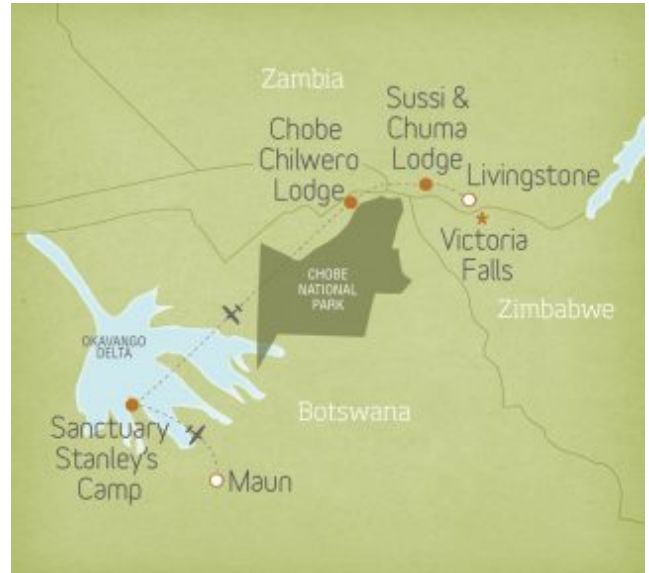 Zambia
Sussi &
Chuma
Lodge
Chobe
Chilwero
Lodge
Livingstone
Victoria
Falls
CHOBE
NATIONAL
PARK
Zimbabwe
OKAVANGO
DELTA
Botswana
Sanctuary
Stanley's
Camp
Maun